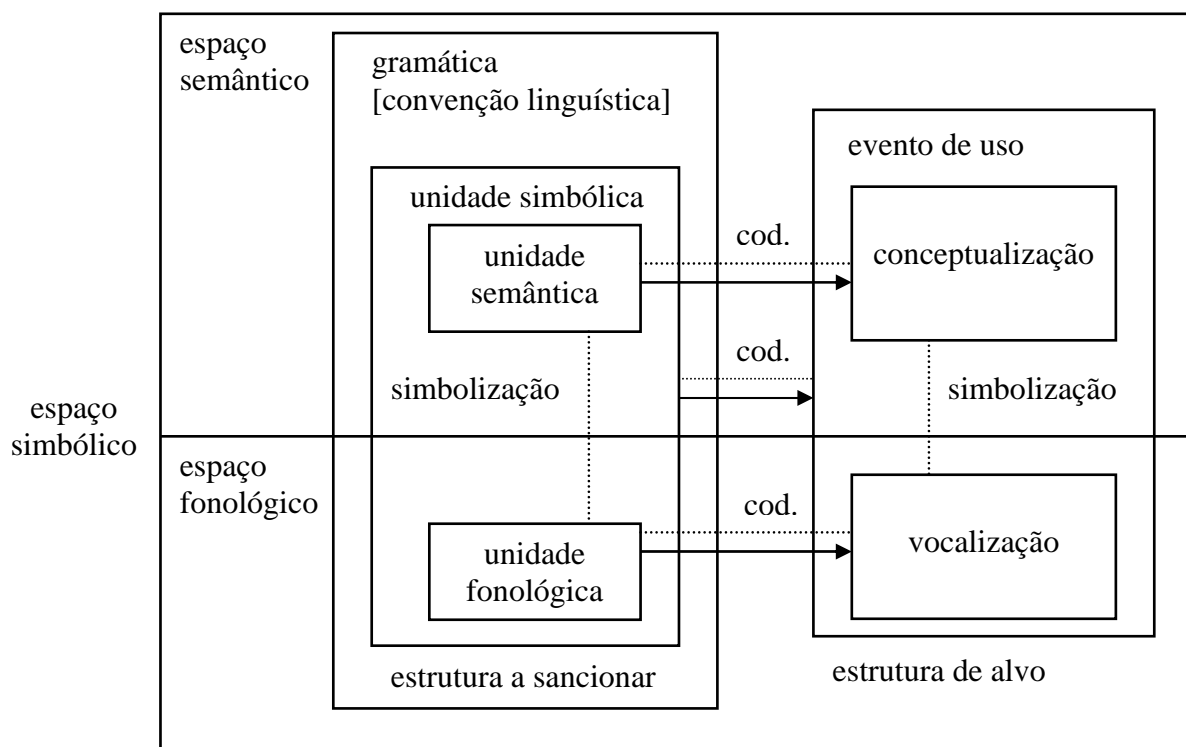 espaço
semântico
gramática
[convenção linguística]
evento de uso
unidade simbólica
cod.
unidade
semântica
conceptualização
cod.
simbolização
simbolização
espaço
simbólico
espaço
fonológico
cod.
unidade
fonológica
vocalização
estrutura a sancionar
estrutura de alvo